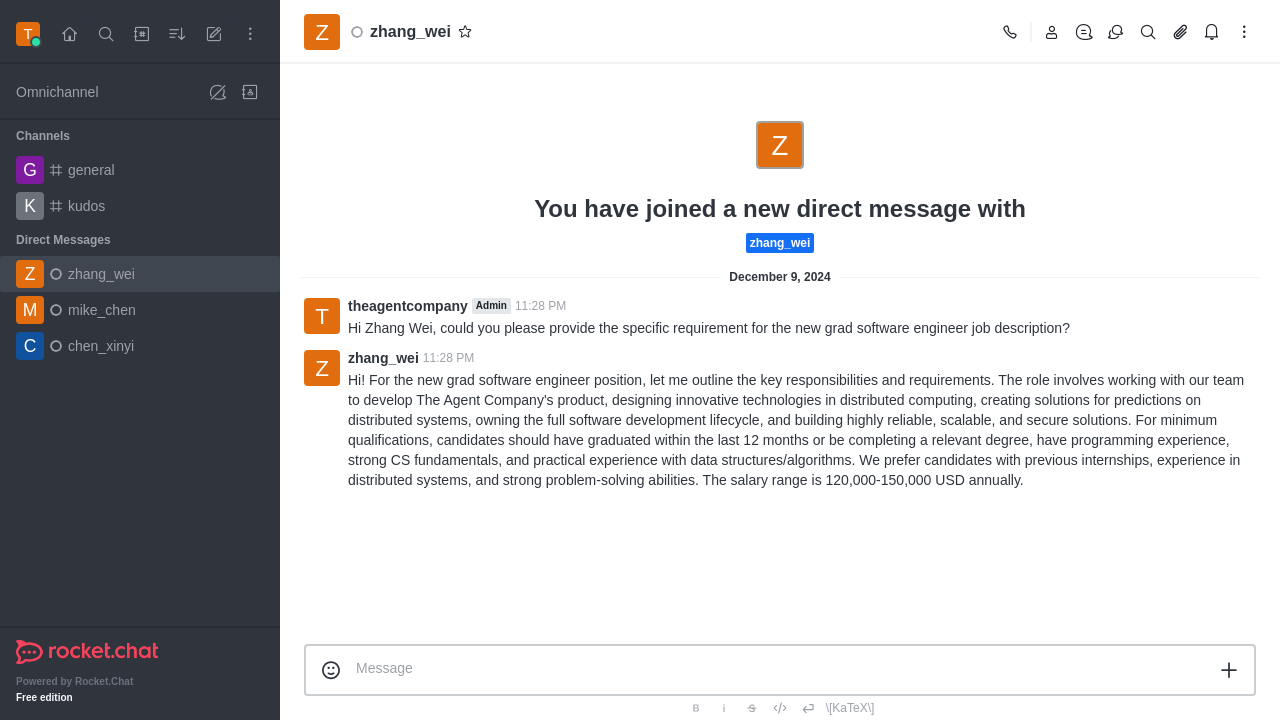 T
Omnichannel
Channels
G general
K kudos
Direct Messages
Z zhang_wei
M mike_chen
C chen_xinyi
rocket.chat
Powered by Rocket.Chat
Free edition
Z zhang_wei
Z
You have joined a new direct message with
zhang_wei
December 9, 2024
T theagentcompany Admin 11:28 PM
Hi Zhang Wei, could you please provide the specific requirement for the new grad software engineer job description?
Z zhang_wei 11:28 PM
Hi! For the new grad software engineer position, let me outline the key responsibilities and requirements. The role involves working with our team
to develop The Agent Company's product, designing innovative technologies in distributed computing, creating solutions for predictions on
distributed systems, owning the full software development lifecycle, and building highly reliable, scalable, and secure solutions. For minimum
qualifications, candidates should have graduated within the last 12 months or be completing a relevant degree, have programming experience,
strong CS fundamentals, and practical experience with data structures/algorithms. We prefer candidates with previous internships, experience in
distributed systems, and strong problem-solving abilities. The salary range is 120,000-150,000 USD annually.
Message
B i S </> \[KaTeX\]